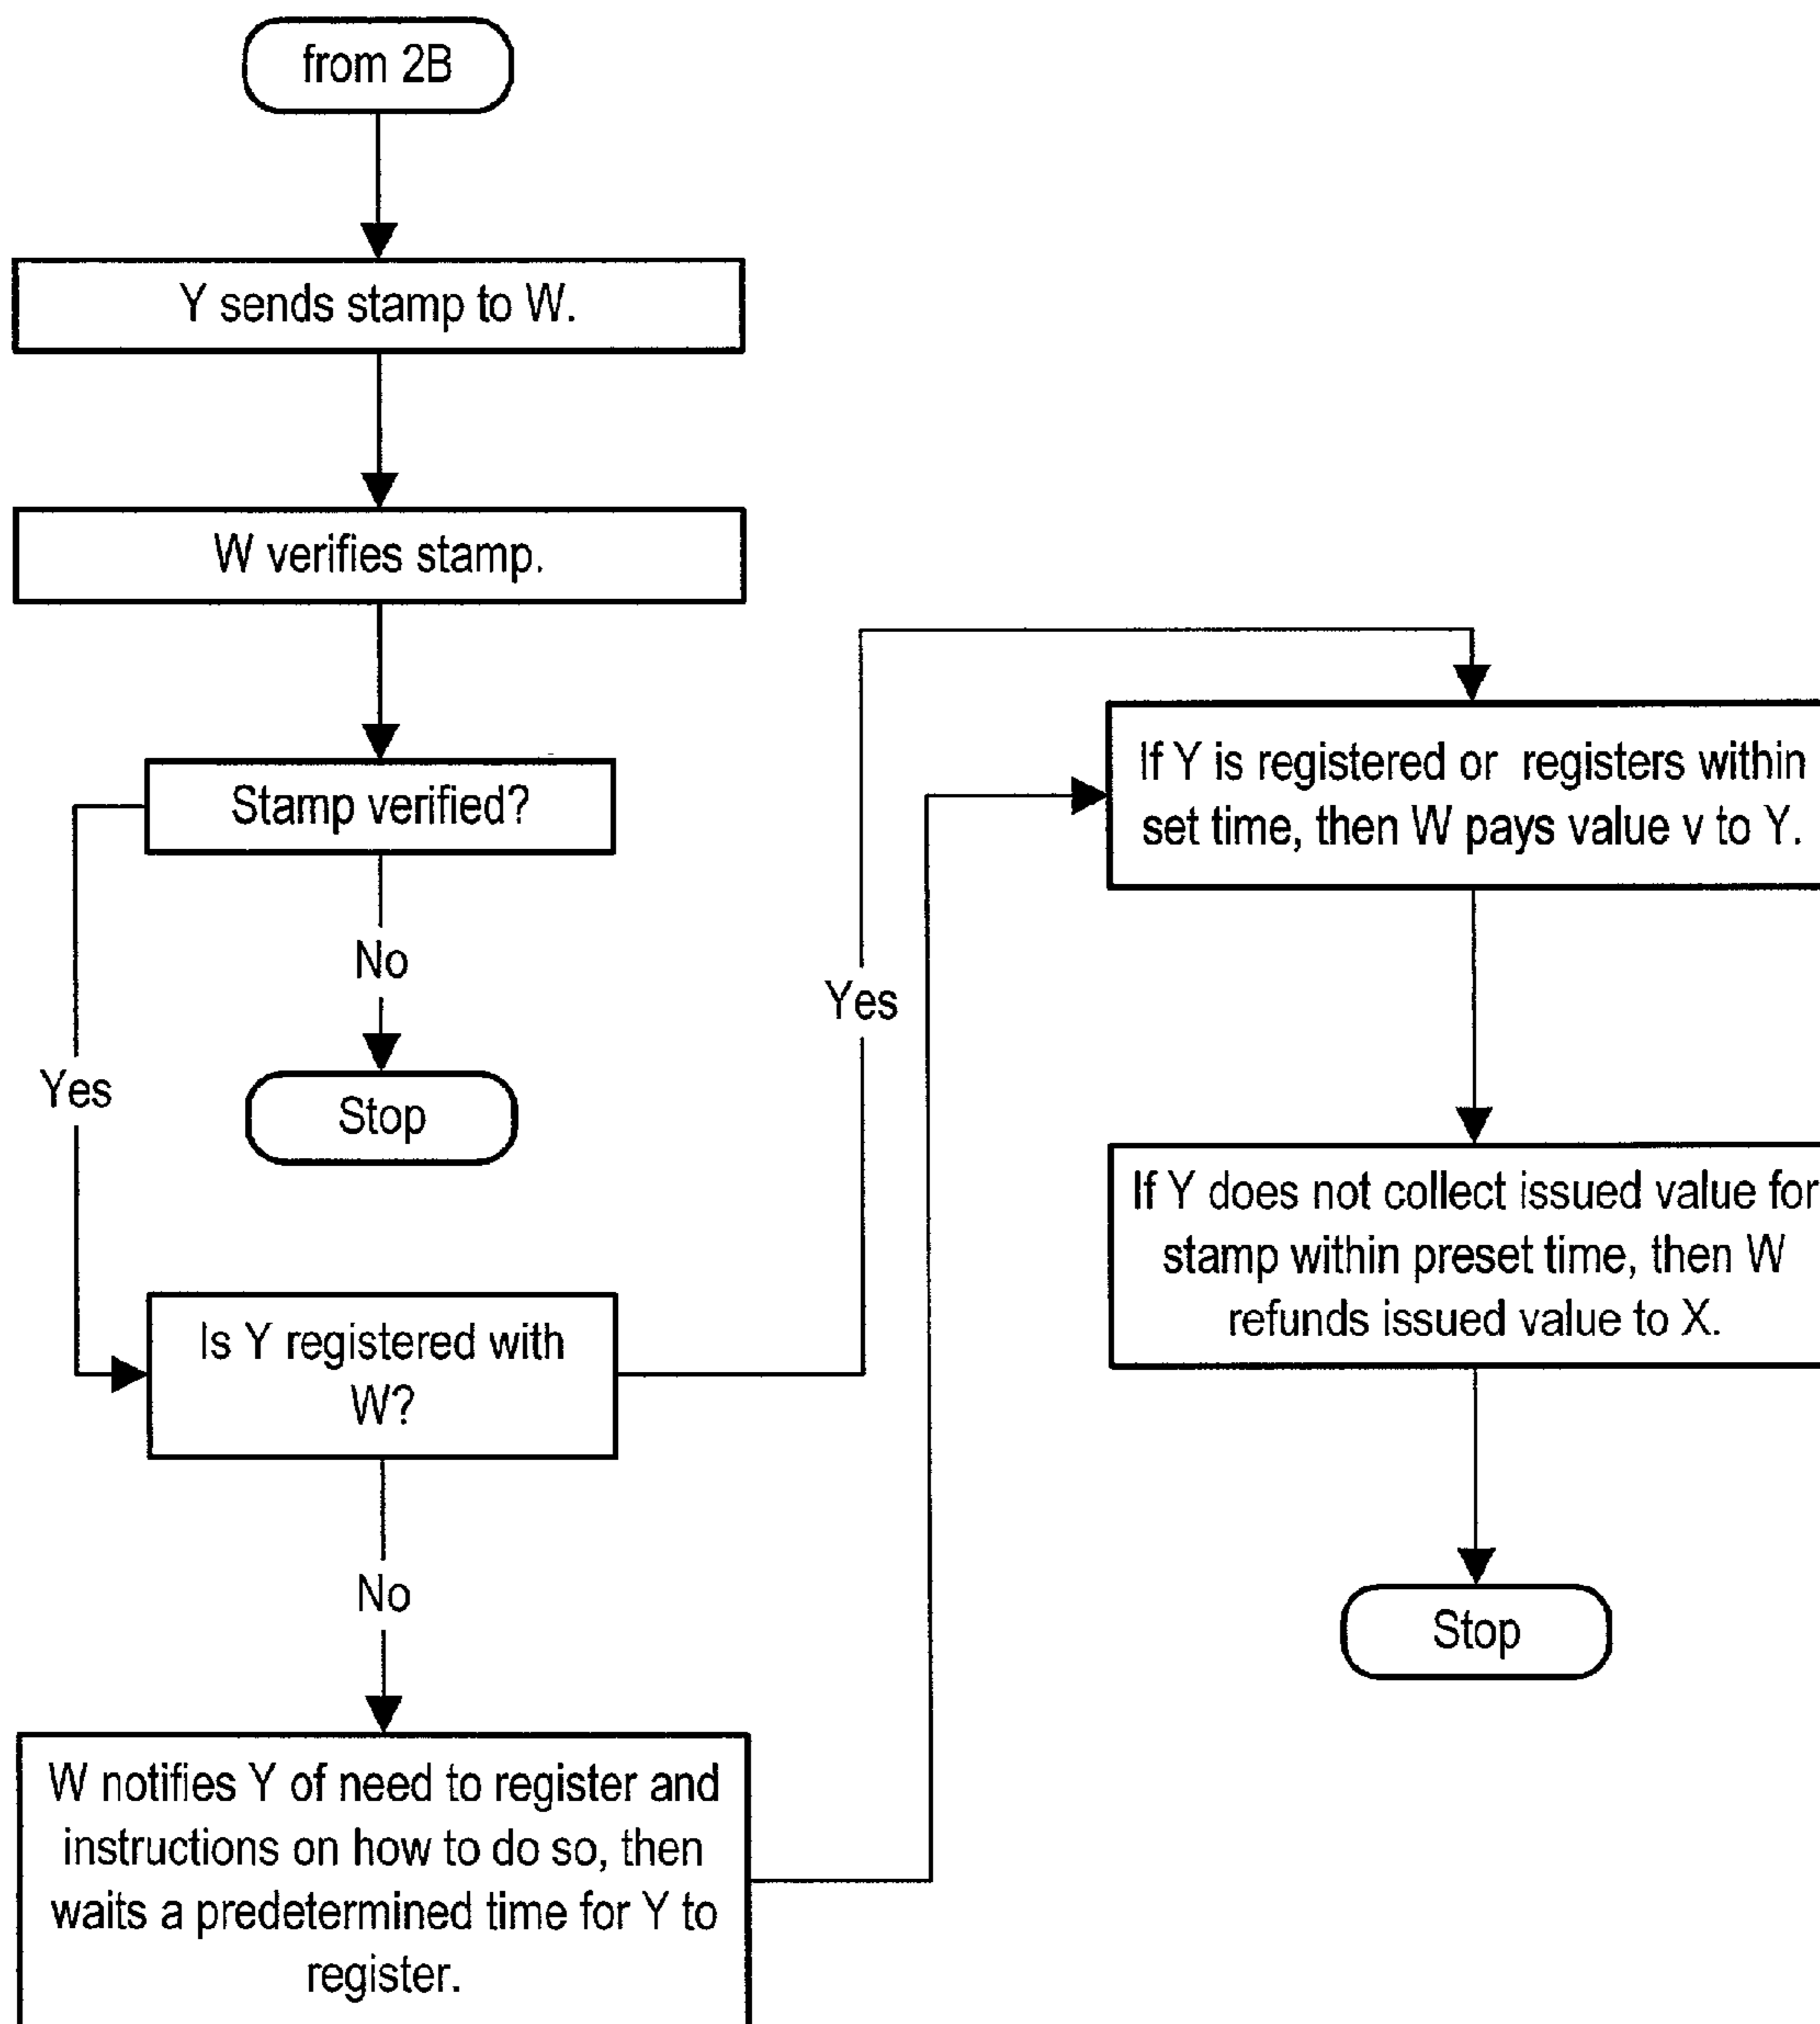 from 2B
Y sends stamp to W.
W verifies stamp.
Stamp verified?
No
Yes
Stop
Is Y registered with
W?
No
W notifies Y of need to register and
instructions on how to do so, then
waits a predetermined time for Y to
register.
Yes
If Y is registered or registers within
set time, then W pays value v to Y.
If Y does not collect issued value for
stamp within preset time, then W
refunds issued value to X.
Stop